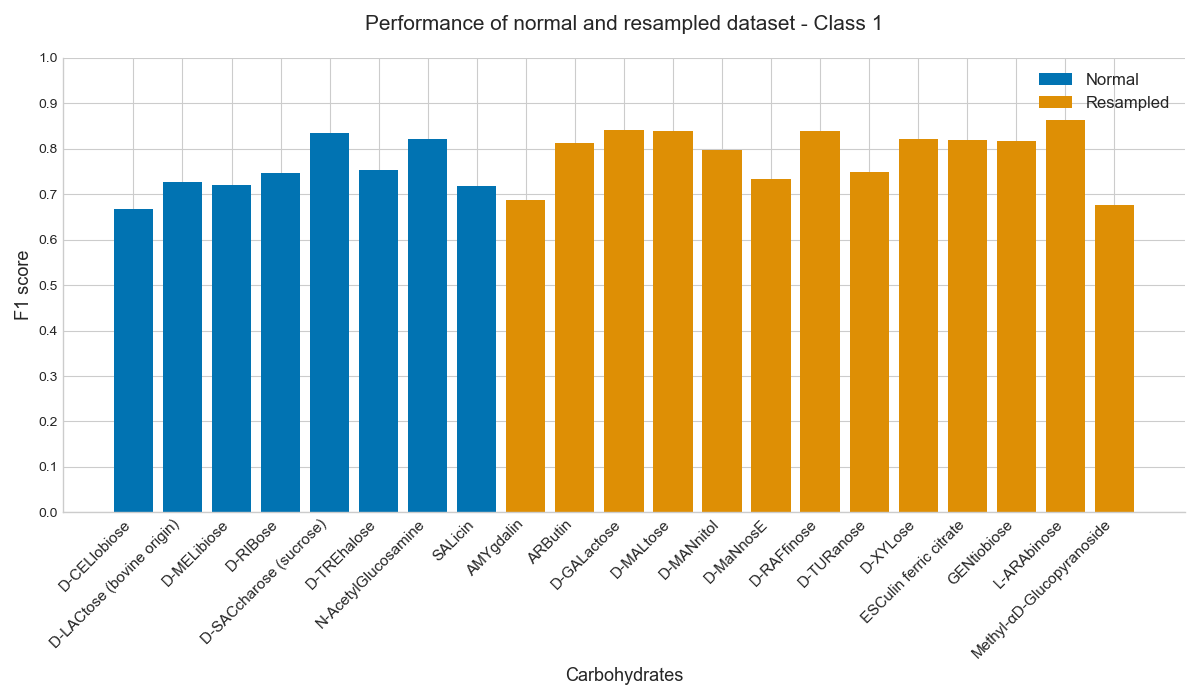 Performance of normal and resampled dataset - Class 1
1.0
0.9
0.8
0.7
0.6
0.5
0.4
0.3
0.2
0.1
0.0
F1 score
Normal
Resampled
D-CELlobiose
D-LACtose (bovine origin)
D-MELibiose
D-RIBose
D-SACcharose (sucrose)
D-TREhalose
N-AcetylGlucosamine
SALicin
AMYgdalin
ARButin
D-GALactose
D-MALtose
D-MANnitol
D-MaNnosE
D-RAFfinose
D-TURanose
D-XYLose
ESCulin ferric citrate
GENtiobiose
L-ARAbinose
Methyl-αD-Glucopyranoside
Carbohydrates